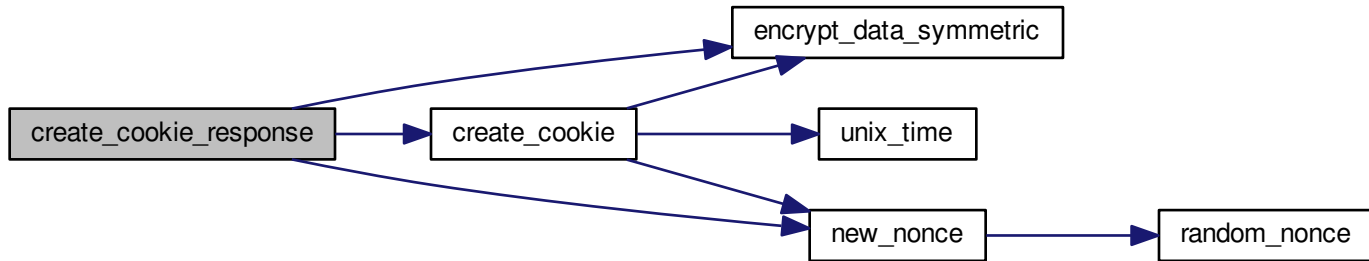 encrypt_data_symmetric
create_cookie_response
create_cookie
unix_time
new_nonce
random_nonce